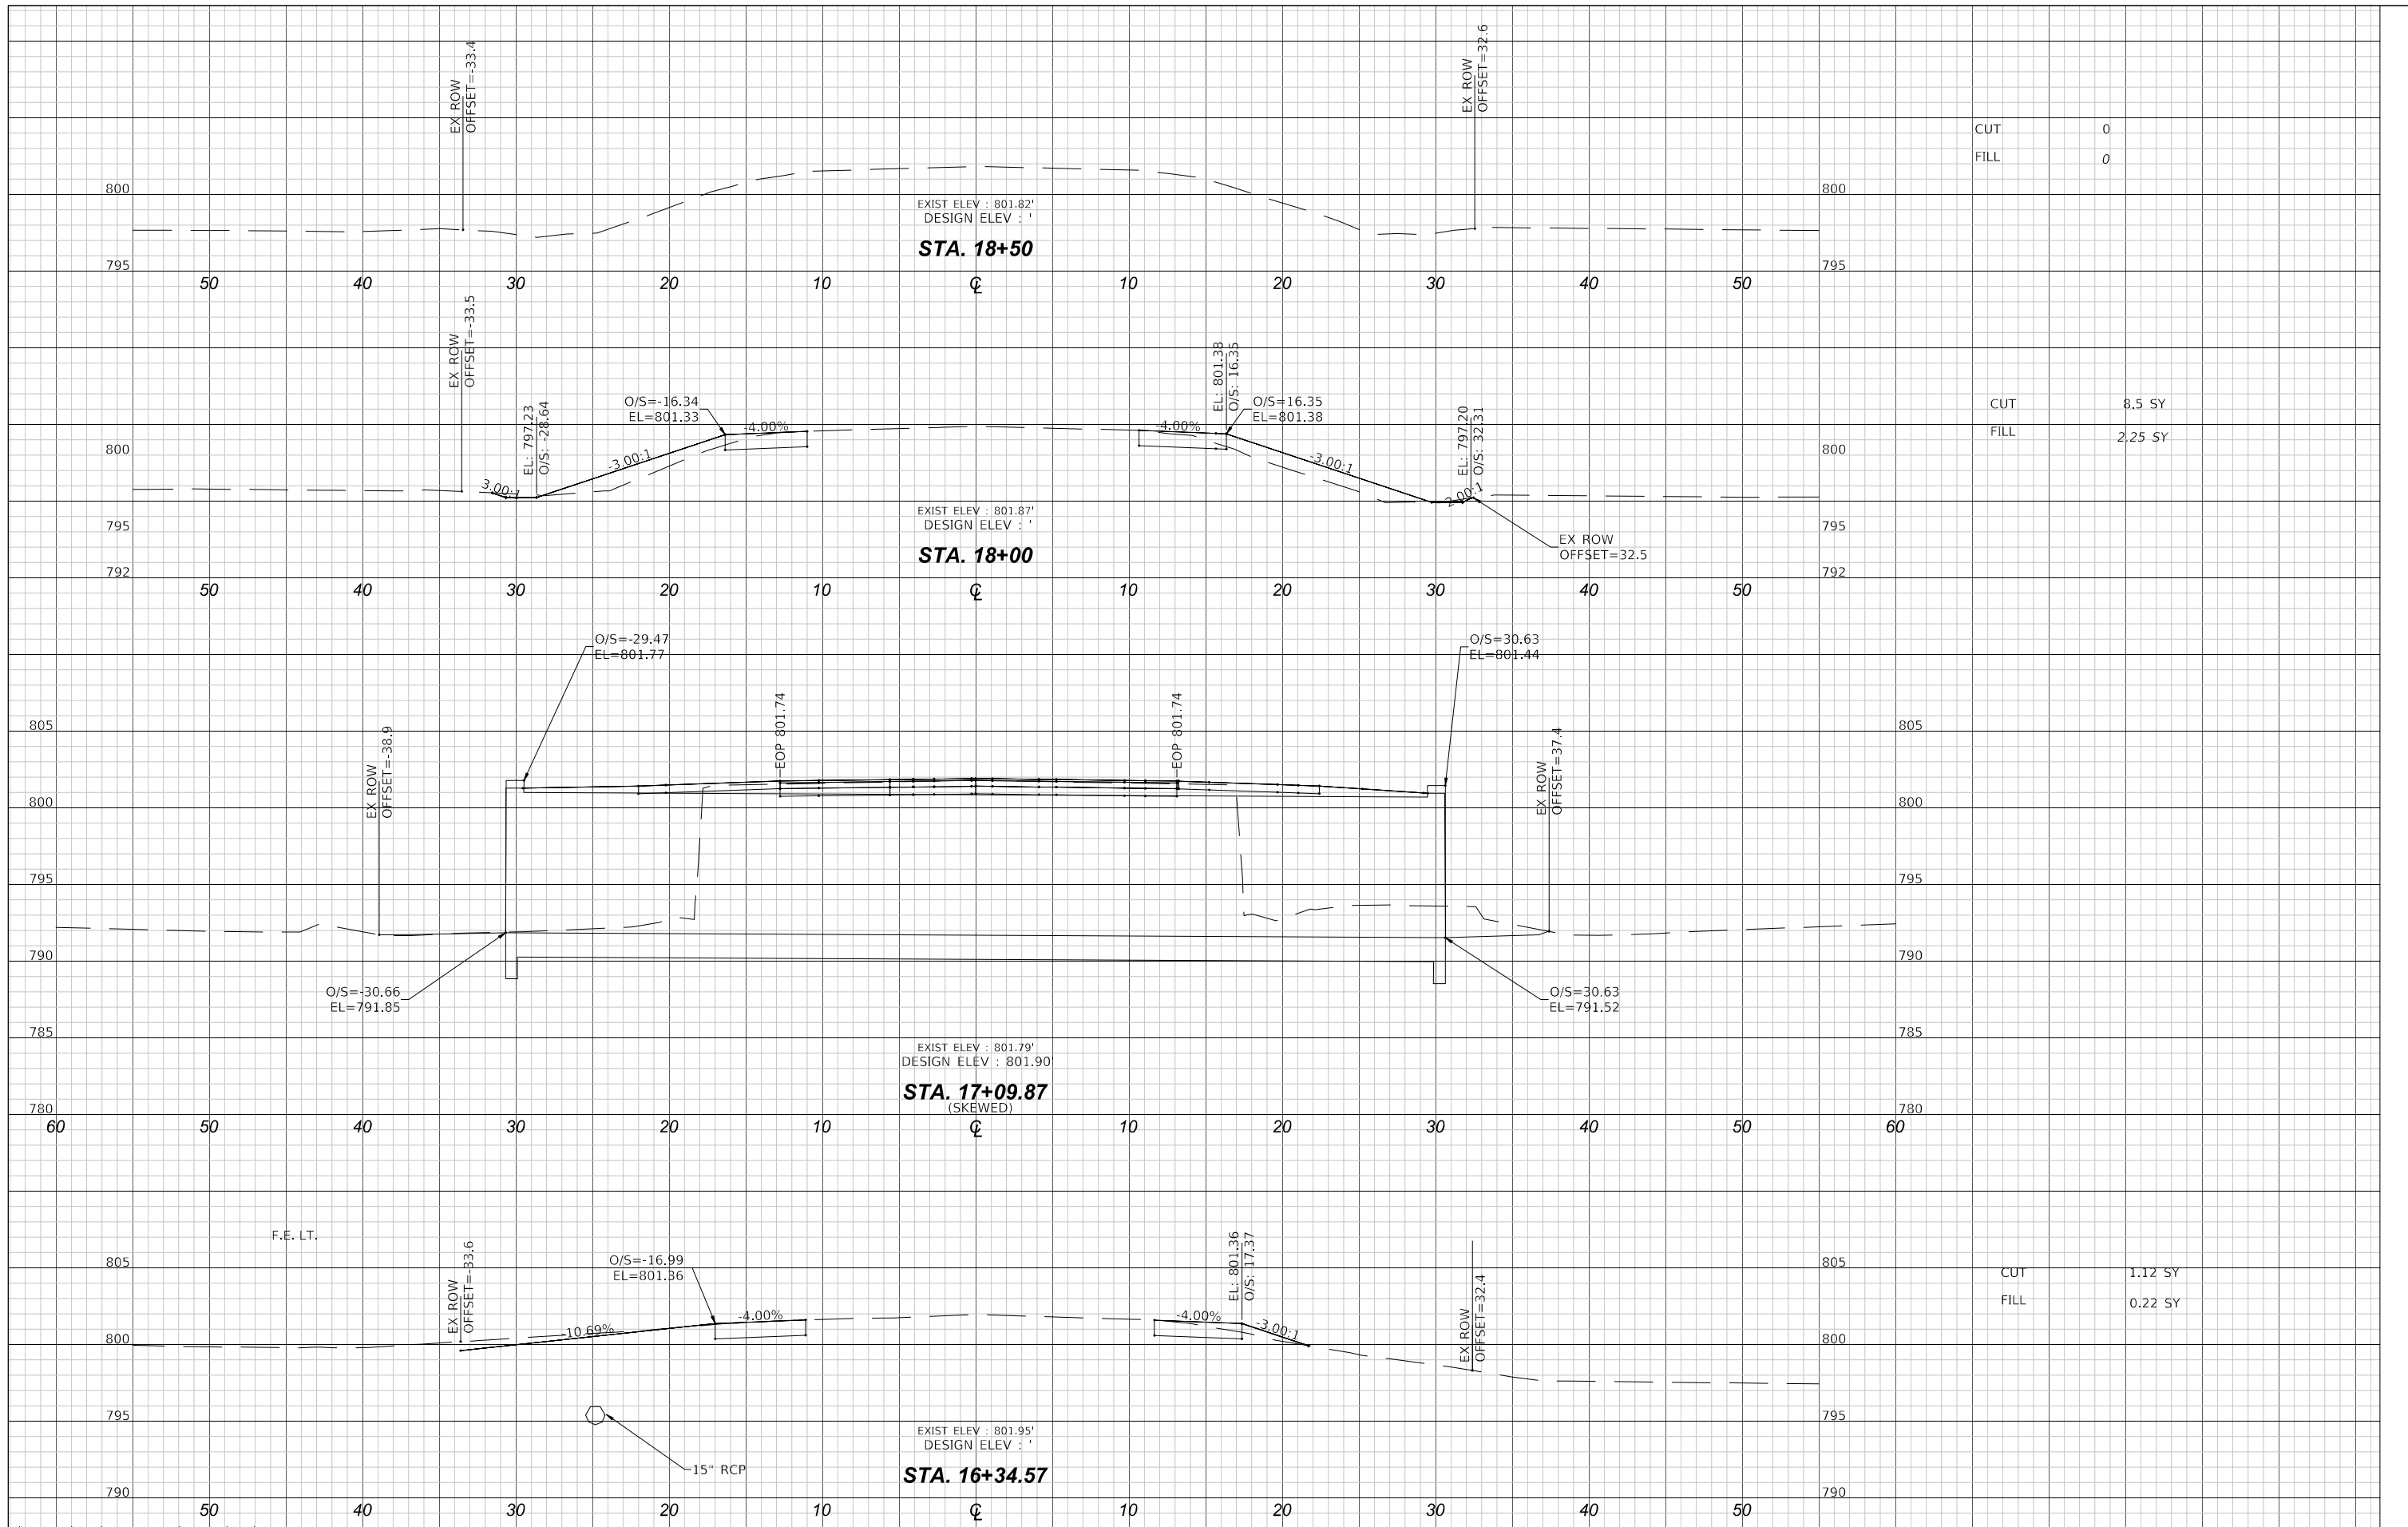 EX ROW
OFFSET=-33.4
EX ROW
OFFSET=32.6
CUT 0
FILL 0
800 800
EXIST ELEV : 801.82'
DESIGN ELEV : '
STA. 18+50
795 795
50 40 30 20 10 ℄ 10 20 30 40 50
EX ROW
OFFSET=-33.5
EL: 797.23
O/S: -28.64
O/S=-16.34
EL=801.33
-4.00%
-3.00:1
3.00:1
EL: 801.38
O/S: 16.35
O/S=16.35
EL=801.38
-4.00%
-3.00:1
EL: 797.20
O/S: 32.31
2.00:1
EX ROW
OFFSET=32.5
CUT 8.5 SY
FILL 2.25 SY
800 800
EXIST ELEV : 801.87'
DESIGN ELEV : '
STA. 18+00
795 795
792 792
50 40 30 20 10 ℄ 10 20 30 40 50
O/S=-29.47
EL=801.77
O/S=30.63
EL=801.44
EX ROW
OFFSET=-38.9
EOP 801.74
EOP 801.74
EX ROW
OFFSET=37.4
805 805
800 800
795 795
790 790
O/S=-30.66
EL=791.85
O/S=30.63
EL=791.52
785 785
EXIST ELEV : 801.79'
DESIGN ELEV : 801.90'
STA. 17+09.87
(SKEWED)
780 780
60 50 40 30 20 10 ℄ 10 20 30 40 50 60
F.E. LT.
EX ROW
OFFSET=-33.6
O/S=-16.99
EL=801.36
-10.69%
-4.00%
EL: 801.36
O/S: 17.37
-4.00%
-3.00:1
EX ROW
OFFSET=32.4
CUT 1.12 SY
FILL 0.22 SY
805 805
800 800
795 795
15" RCP
EXIST ELEV : 801.95'
DESIGN ELEV : '
STA. 16+34.57
790 790
50 40 30 20 10 ℄ 10 20 30 40 50